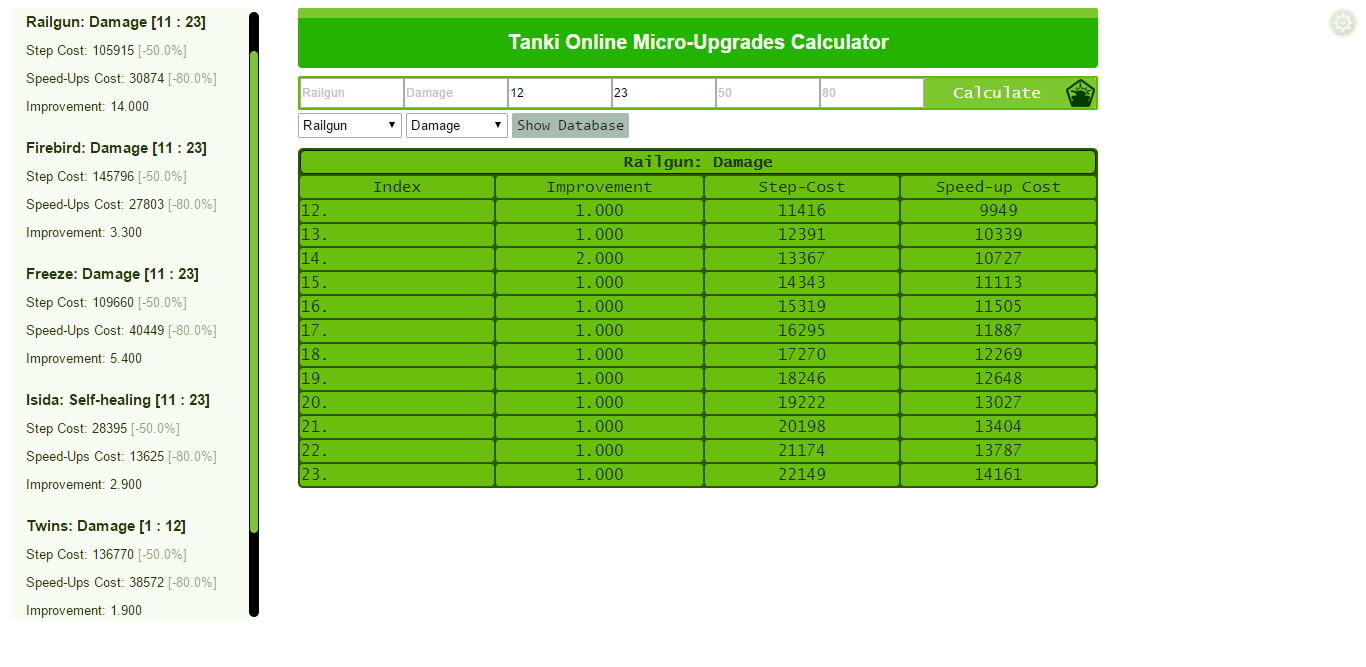 Railgun: Damage [11 : 23]
Step Cost: 105915 [-50.0%]
Speed-Ups Cost: 30874 [-80.0%]
Improvement: 14.000
Firebird: Damage [11 : 23]
Step Cost: 145796 [-50.0%]
Speed-Ups Cost: 27803 [-80.0%]
Improvement: 3.300
Freeze: Damage [11 : 23]
Step Cost: 109660 [-50.0%]
Speed-Ups Cost: 40449 [-80.0%]
Improvement: 5.400
Isida: Self-healing [11 : 23]
Step Cost: 28395 [-50.0%]
Speed-Ups Cost: 13625 [-80.0%]
Improvement: 2.900
Twins: Damage [1 : 12]
Step Cost: 136770 [-50.0%]
Speed-Ups Cost: 38572 [-80.0%]
Improvement: 1.900
Tanki Online Micro-Upgrades Calculator
Railgun Damage 12 23 50 80 Calculate
Railgun Damage Show Database
Railgun: Damage
Index Improvement Step-Cost Speed-up Cost
12. 1.000 11416 9949
13. 1.000 12391 10339
14. 2.000 13367 10727
15. 1.000 14343 11113
16. 1.000 15319 11505
17. 1.000 16295 11887
18. 1.000 17270 12269
19. 1.000 18246 12648
20. 1.000 19222 13027
21. 1.000 20198 13404
22. 1.000 21174 13787
23. 1.000 22149 14161